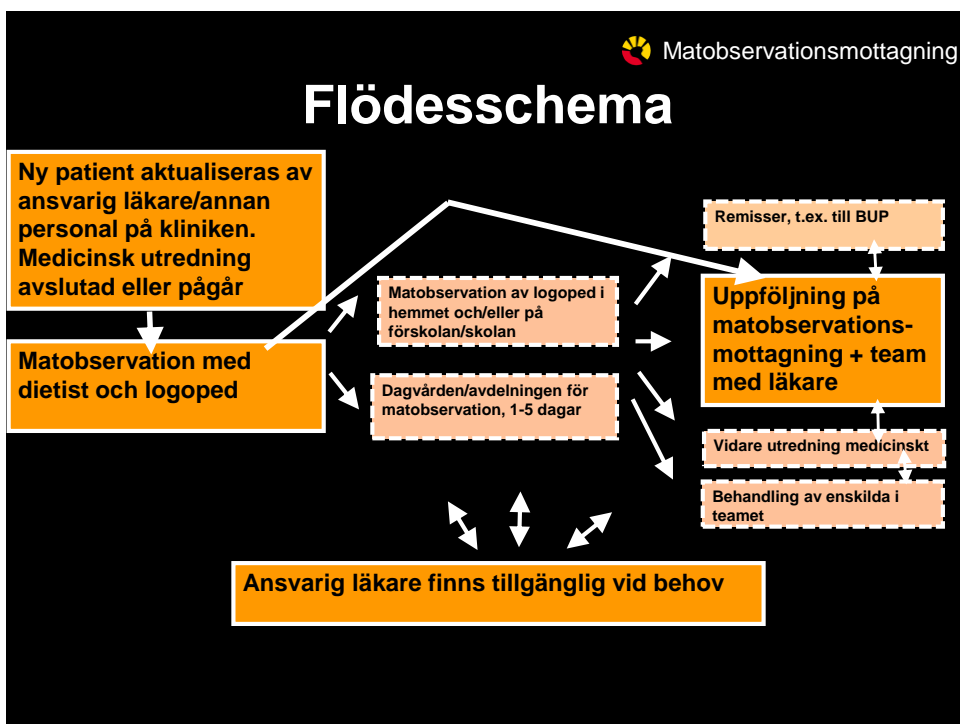 Matobservationsmottagning
Flödesschema
Ny patient aktualiseras av
ansvarig läkare/annan
personal på kliniken.
Medicinsk utredning
avslutad eller pågår
Matobservation med
dietist och logoped
Matobservation av logoped i
hemmet och/eller på
förskolan/skolan
Dagvården/avdelningen för
matobservation, 1-5 dagar
Remisser, t.ex. till BUP
Uppföljning på
matobservations-
mottagning + team
med läkare
Vidare utredning medicinskt
Behandling av enskilda i
teamet
Ansvarig läkare finns tillgänglig vid behov